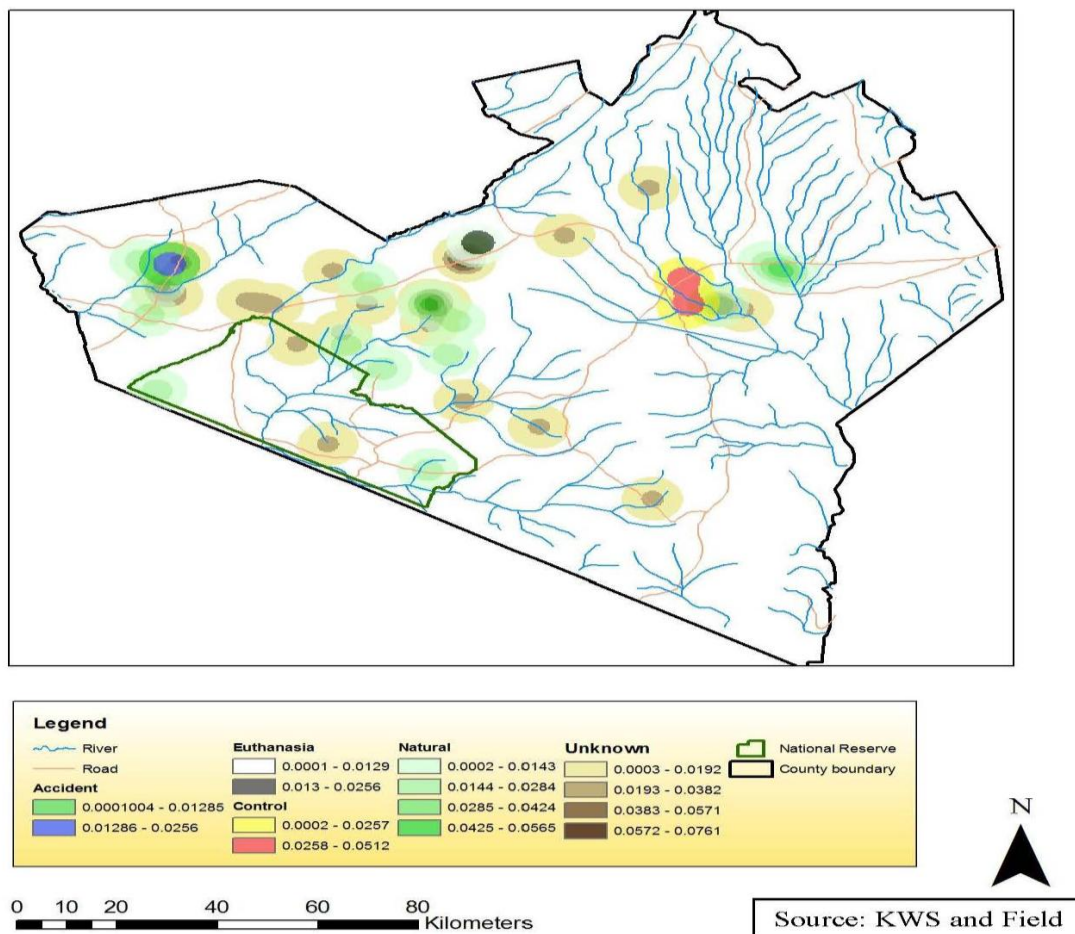 Legend
River
Road
Accident
0.0001004 - 0.01285
0.01286 - 0.0256
Euthanasia
0.0001 - 0.0129
0.013 - 0.0256
Control
0.0002 - 0.0257
0.0258 - 0.0512
Natural
0.0002 - 0.0143
0.0144 - 0.0284
0.0285 - 0.0424
0.0425 - 0.0565
Unknown
0.0003 - 0.0192
0.0193 - 0.0382
0.0383 - 0.0571
0.0572 - 0.0761
National Reserve
County boundary
N
0 10 20 40 60 80
Kilometers
Source: KWS and Field